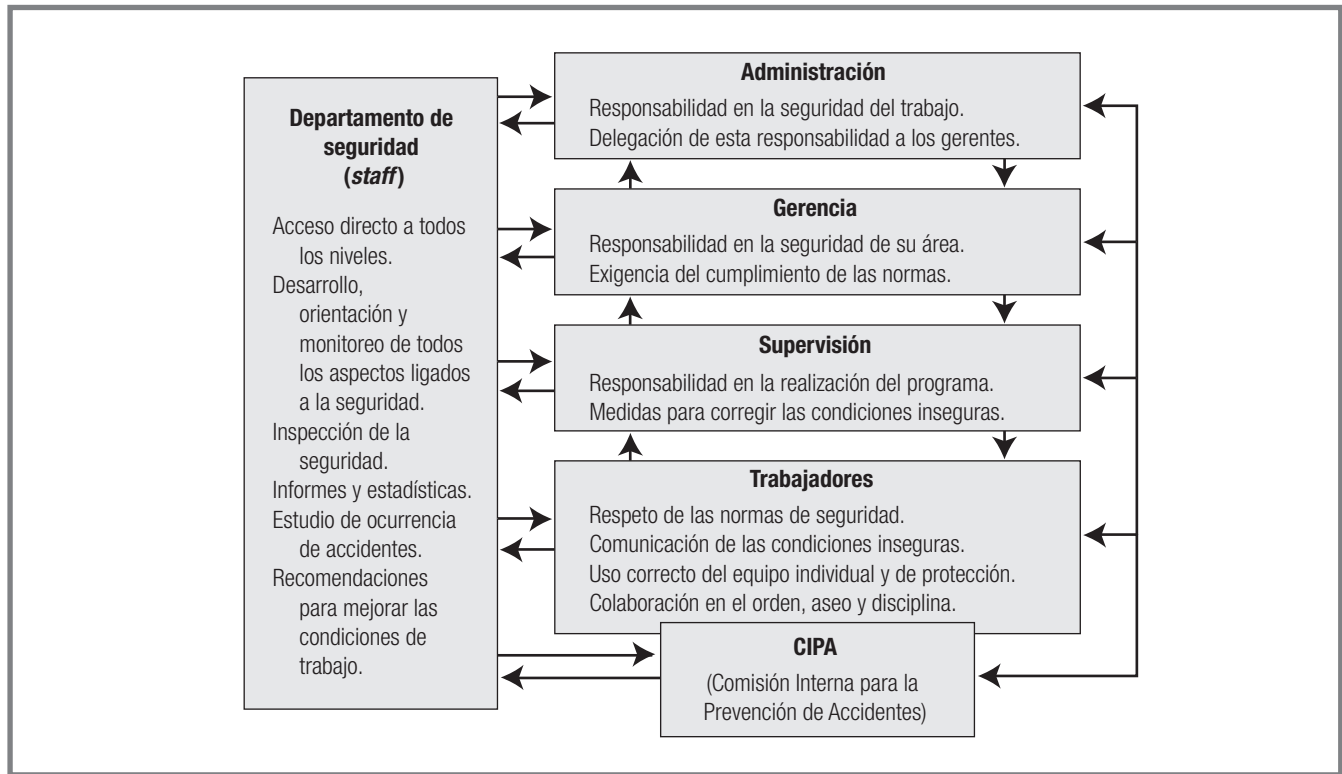 Departamento de
seguridad
(staff)
Acceso directo a todos
los niveles.
Desarrollo,
orientación y
monitoreo de todos
los aspectos ligados
a la seguridad.
Inspección de la
seguridad.
Informes y estadísticas.
Estudio de ocurrencia
de accidentes.
Recomendaciones
para mejorar las
condiciones de
trabajo.
Administración
Responsabilidad en la seguridad del trabajo.
Delegación de esta responsabilidad a los gerentes.
Gerencia
Responsabilidad en la seguridad de su área.
Exigencia del cumplimiento de las normas.
Supervisión
Responsabilidad en la realización del programa.
Medidas para corregir las condiciones inseguras.
Trabajadores
Respeto de las normas de seguridad.
Comunicación de las condiciones inseguras.
Uso correcto del equipo individual y de protección.
Colaboración en el orden, aseo y disciplina.
CIPA
(Comisión Interna para la
Prevención de Accidentes)